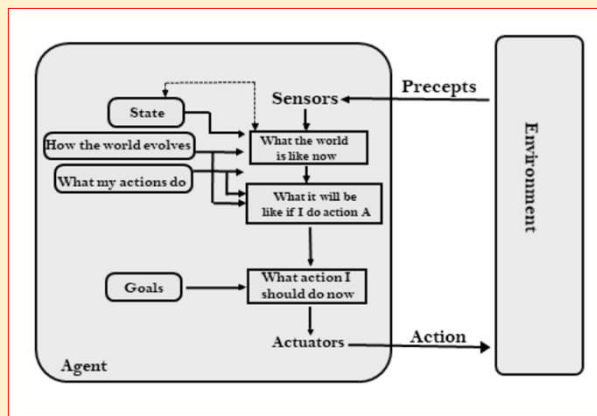 Precepts
Sensors
State
How the world evolves
What my actions do
What the world
is like now
What it will be
like if I do action A
Goals
What action I
should do now
Actuators
Action
Agent
Environment